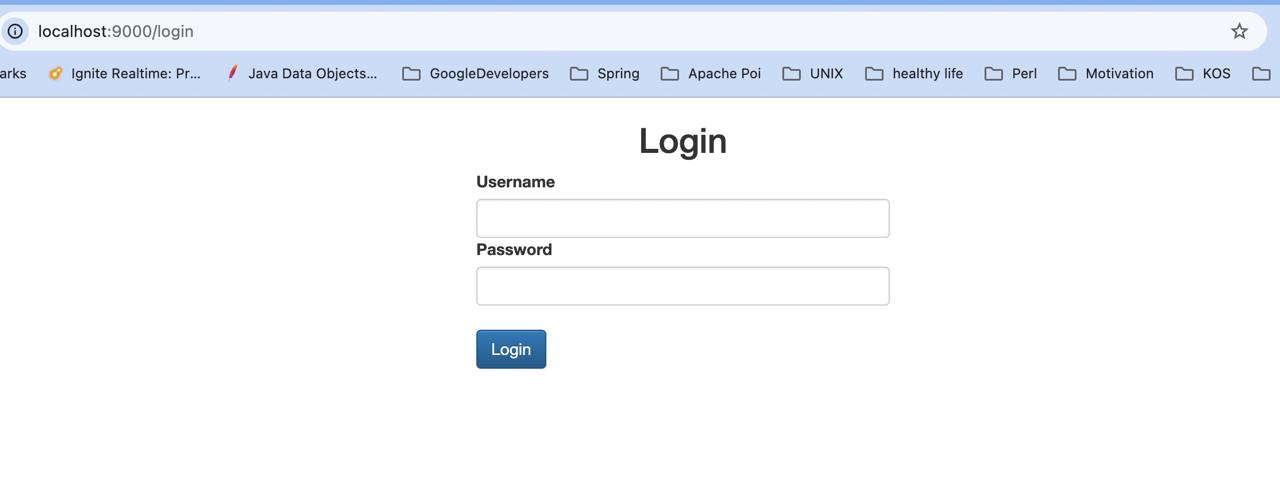 localhost:9000/login
arks Ignite Realtime: Pr... Java Data Objects... GoogleDevelopers Spring Apache Poi UNIX healthy life Perl Motivation KOS
Login
Username
Password
Login